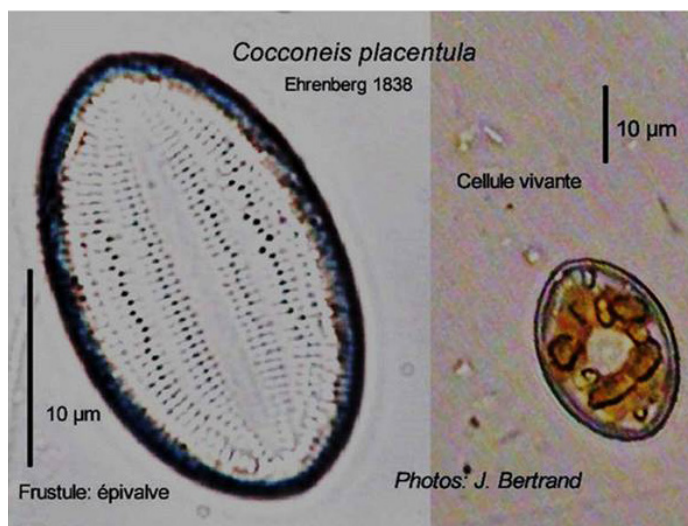 Cocconeis placentula
Ehrenberg 1838
10 µm
Cellule vivante
10 µm
Frustule: épivalve
Photos: J. Bertrand